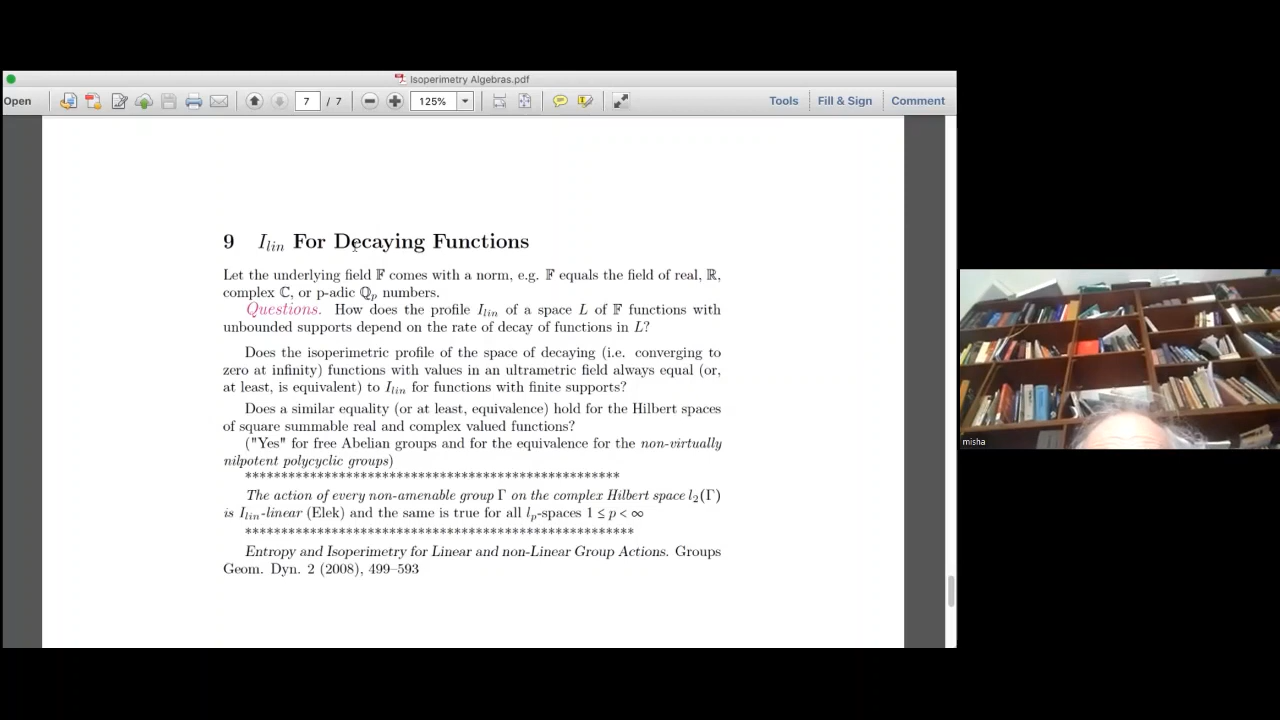 Isoperimetry Algebras.pdf
Open 7 / 7 125% Tools Fill & Sign Comment
9 I_lin For Decaying Functions
Let the underlying field 𝔽 comes with a norm, e.g. 𝔽 equals the field of real, ℝ,
complex ℂ, or p-adic ℚ_p numbers.
Questions. How does the profile I_lin of a space L of 𝔽 functions with
unbounded supports depend on the rate of decay of functions in L?
Does the isoperimetric profile of the space of decaying (i.e. converging to
zero at infinity) functions with values in an ultrametric field always equal (or,
at least, is equivalent) to I_lin for functions with finite supports?
Does a similar equality (or at least, equivalence) hold for the Hilbert spaces
of square summable real and complex valued functions?
("Yes" for free Abelian groups and for the equivalence for the non-virtually
nilpotent polycyclic groups)
****************************************************
The action of every non-amenable group Γ on the complex Hilbert space l_2(Γ)
is I_lin-linear (Elek) and the same is true for all l_p-spaces 1 ≤ p < ∞
******************************************************
Entropy and Isoperimetry for Linear and non-Linear Group Actions. Groups
Geom. Dyn. 2 (2008), 499–593
misha